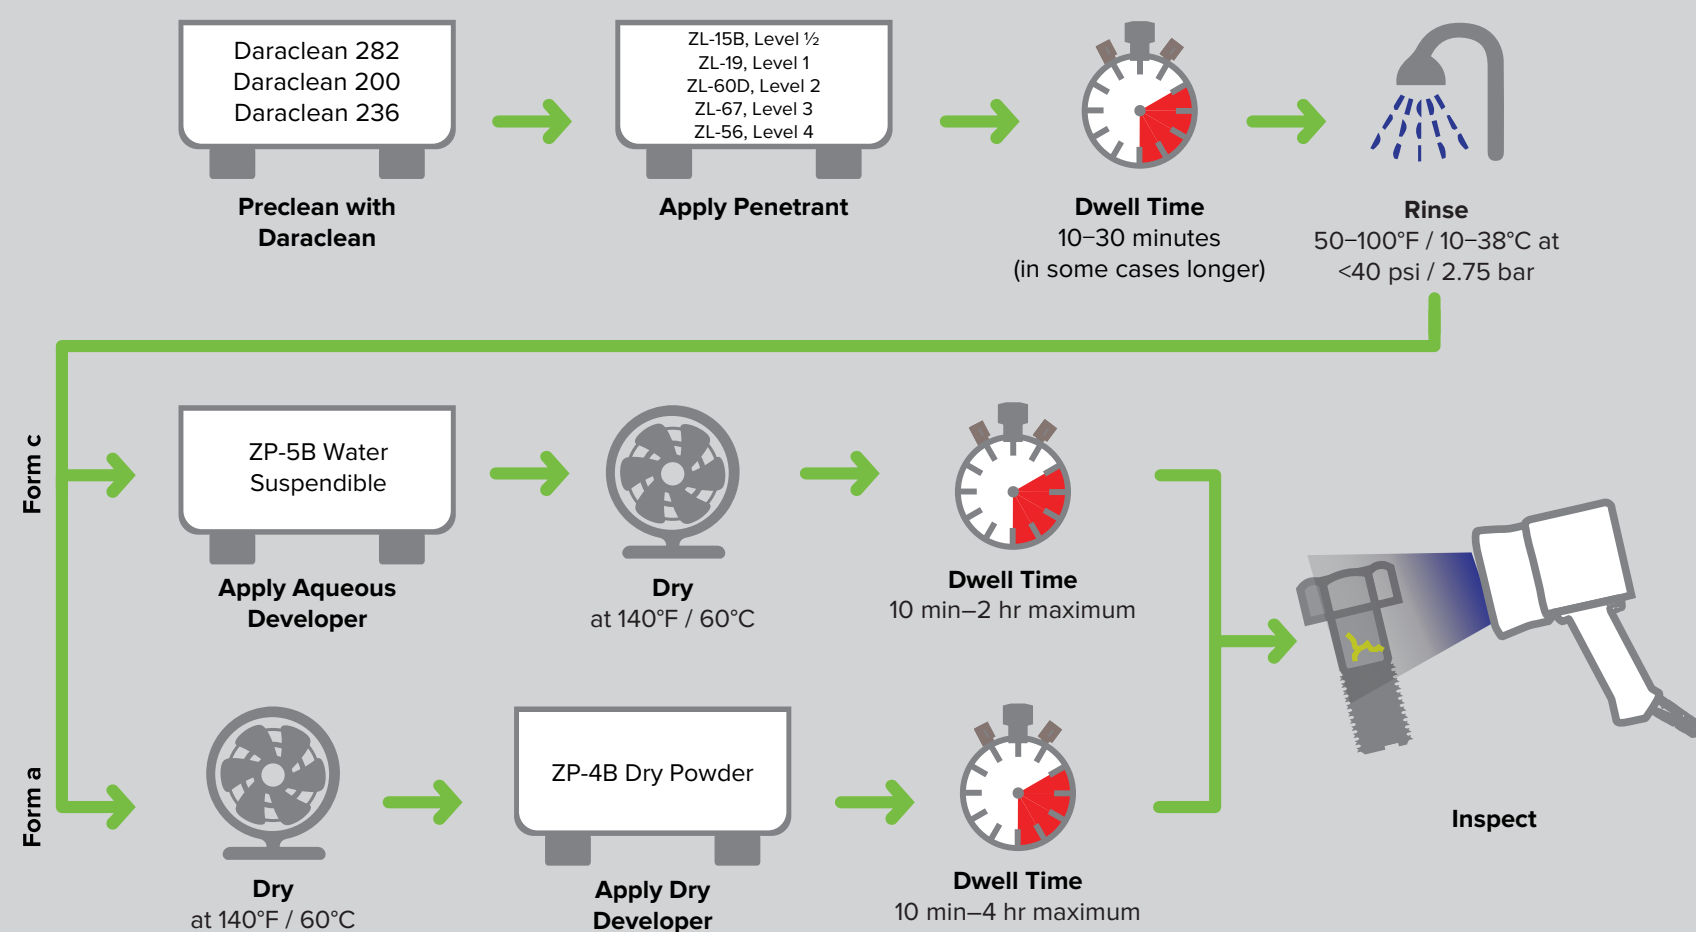 Daraclean 282
Daraclean 200
Daraclean 236
Preclean with
Daraclean
ZL-15B, Level ½
ZL-19, Level 1
ZL-60D, Level 2
ZL-67, Level 3
ZL-56, Level 4
Apply Penetrant
Dwell Time
10–30 minutes
(in some cases longer)
Rinse
50–100°F / 10–38°C at
<40 psi / 2.75 bar
Form c
ZP-5B Water
Suspendible
Apply Aqueous
Developer
Dry
at 140°F / 60°C
Dwell Time
10 min–2 hr maximum
Form a
Dry
at 140°F / 60°C
ZP-4B Dry Powder
Apply Dry
Developer
Dwell Time
10 min–4 hr maximum
Inspect